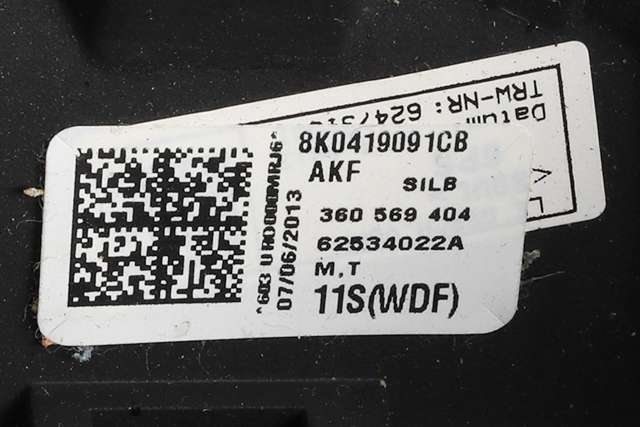 8K0419091CB
AKF
SILB
360 569 404
62534022A
M,T
11S(WDF)
07/06/2013
Datum
TRW-NR: